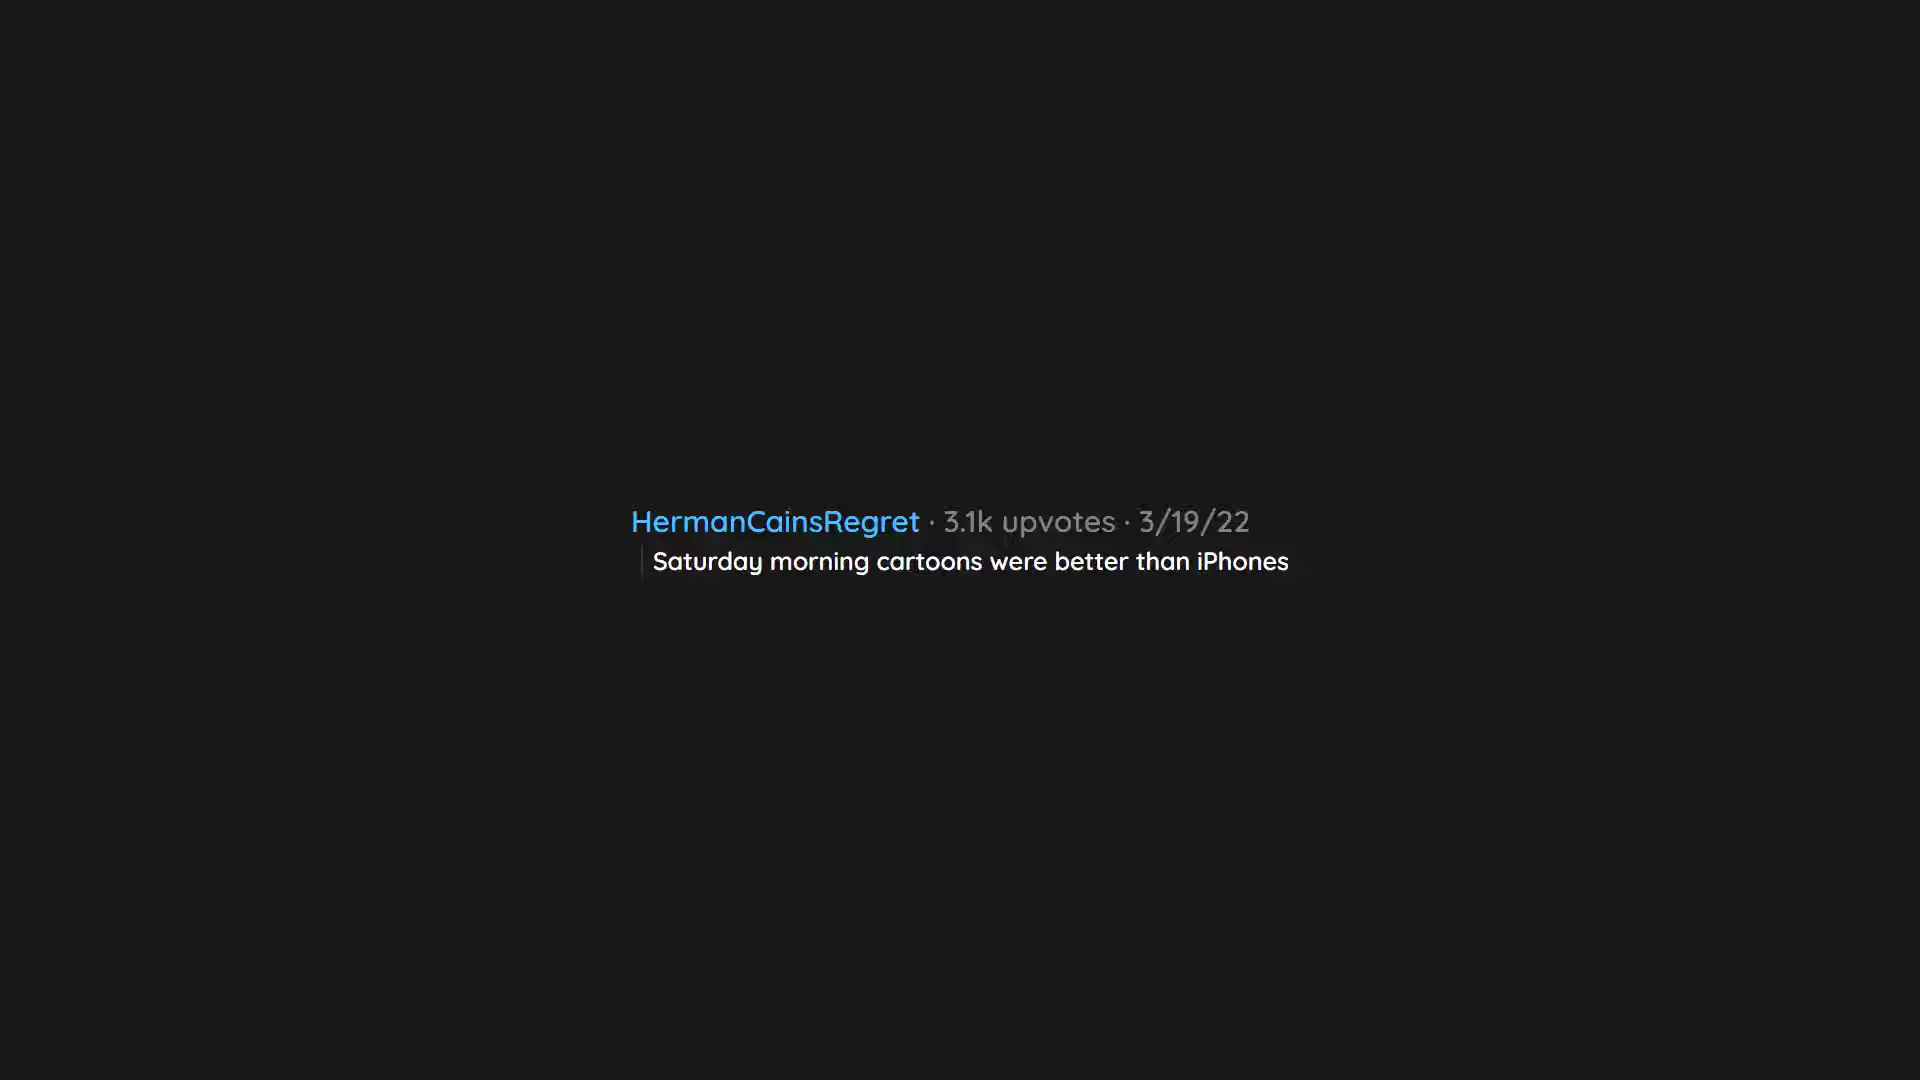 HermanCainsRegret · 3.1k upvotes · 3/19/22
Saturday morning cartoons were better than iPhones